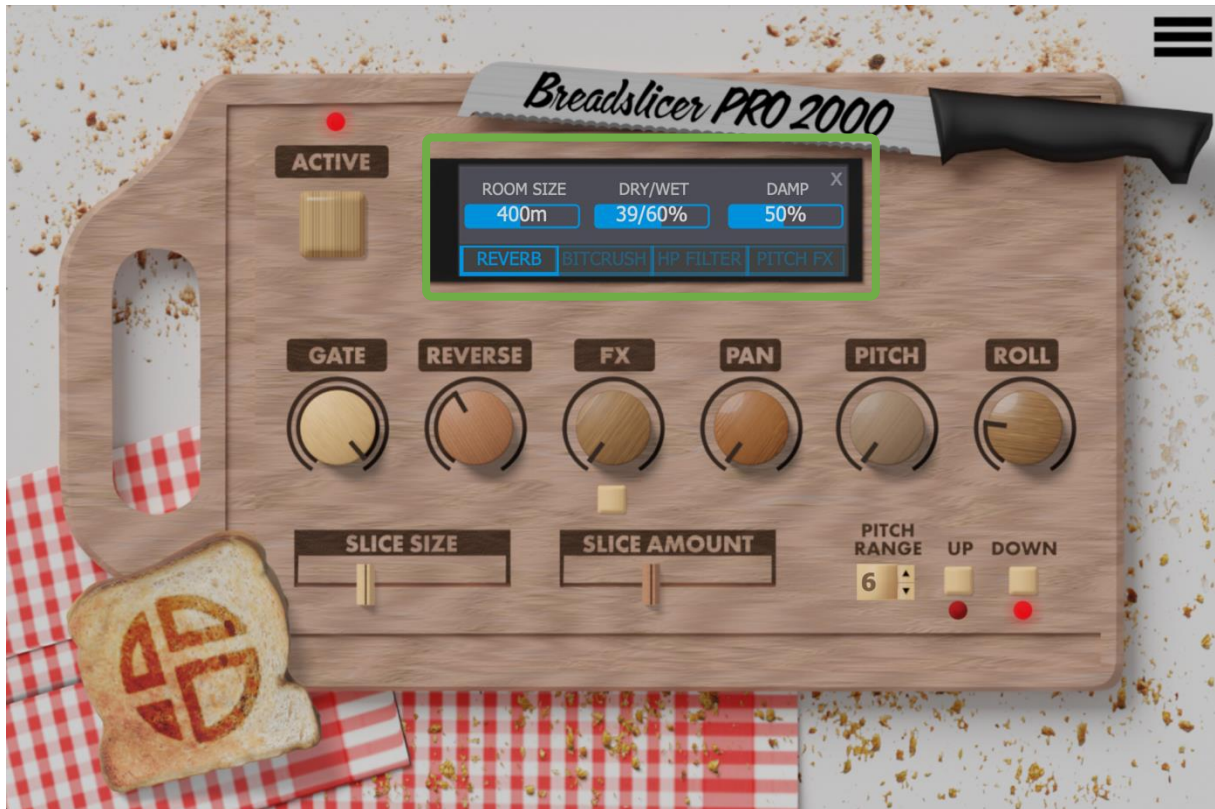 Breadslicer PRO 2000
ACTIVE
ROOM SIZE DRY/WET DAMP X
400m 39/60% 50%
REVERB BITCRUSH HP FILTER PITCH FX
GATE REVERSE FX PAN PITCH ROLL
SLICE SIZE SLICE AMOUNT
PITCH
RANGE UP DOWN
6